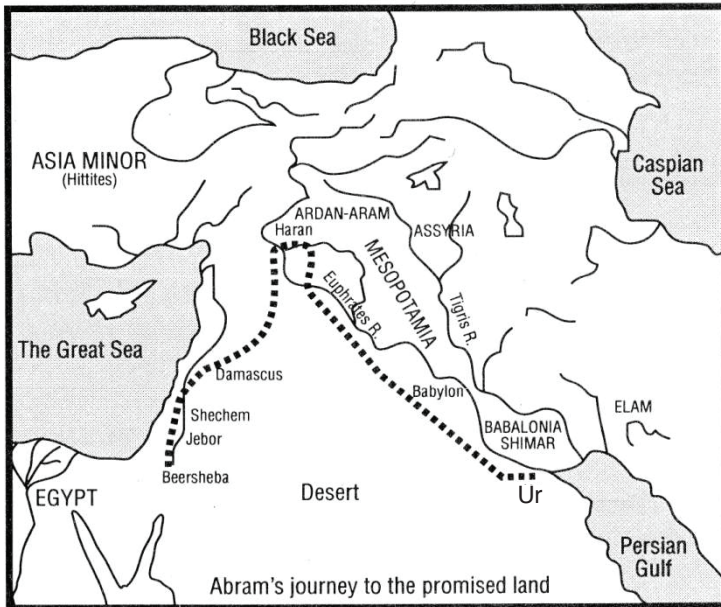 Black Sea
ASIA MINOR
(Hittites)
Caspian
Sea
ARDAN-ARAM
Haran
ASSYRIA
MESOPOTAMIA
Euphrates R.
Tigris R.
The Great Sea
Damascus
Babylon
Shechem
Jebor
BABALONIA
SHIMAR
ELAM
Beersheba
EGYPT
Desert
Ur
Persian
Gulf
Abram's journey to the promised land